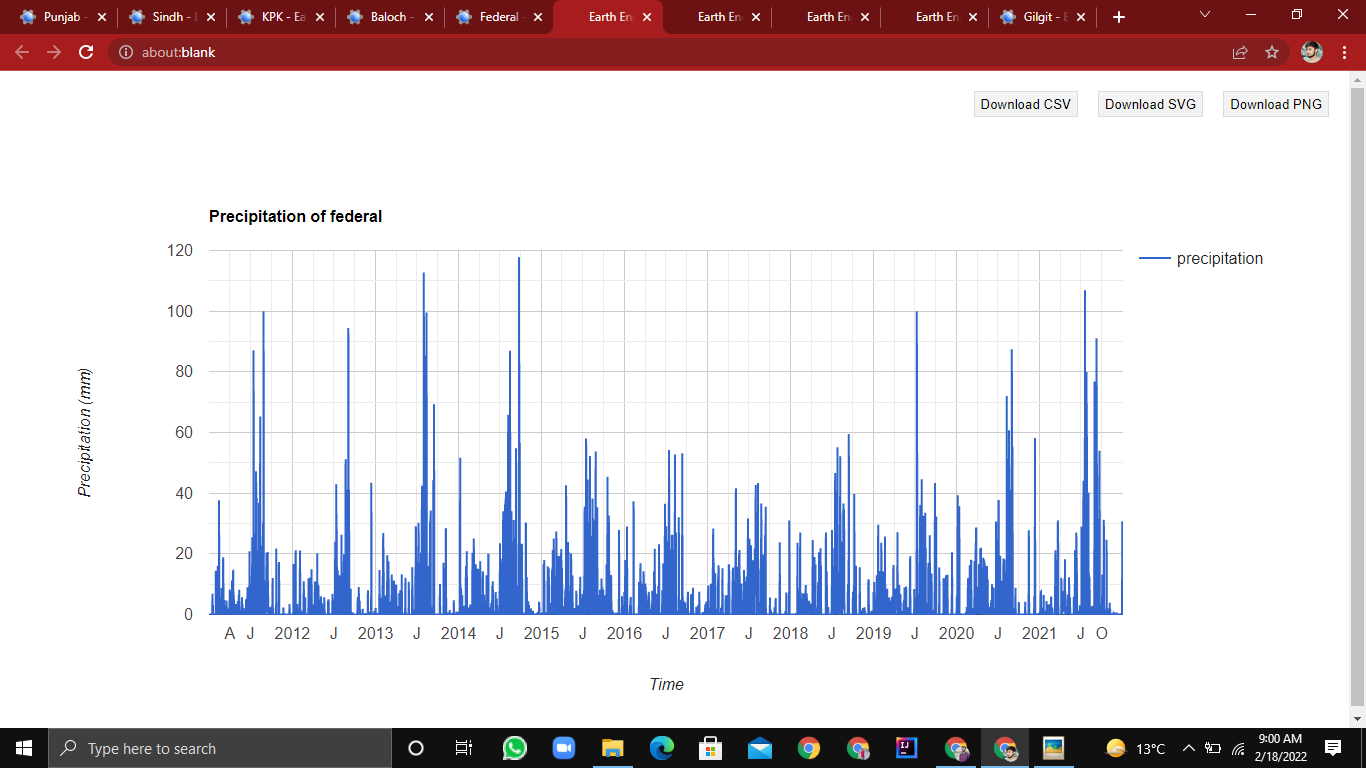 Punjab - Sindh - E KPK - Ea Baloch - Federal - Earth En Earth En Earth En Earth En Gilgit - E
about:blank
Download CSV Download SVG Download PNG
Precipitation of federal
120
precipitation
100
80
60
40
20
0
Precipitation (mm)
A J 2012 J 2013 J 2014 J 2015 J 2016 J 2017 J 2018 J 2019 J 2020 J 2021 J O
Time
Type here to search
13°C
9:00 AM
2/18/2022